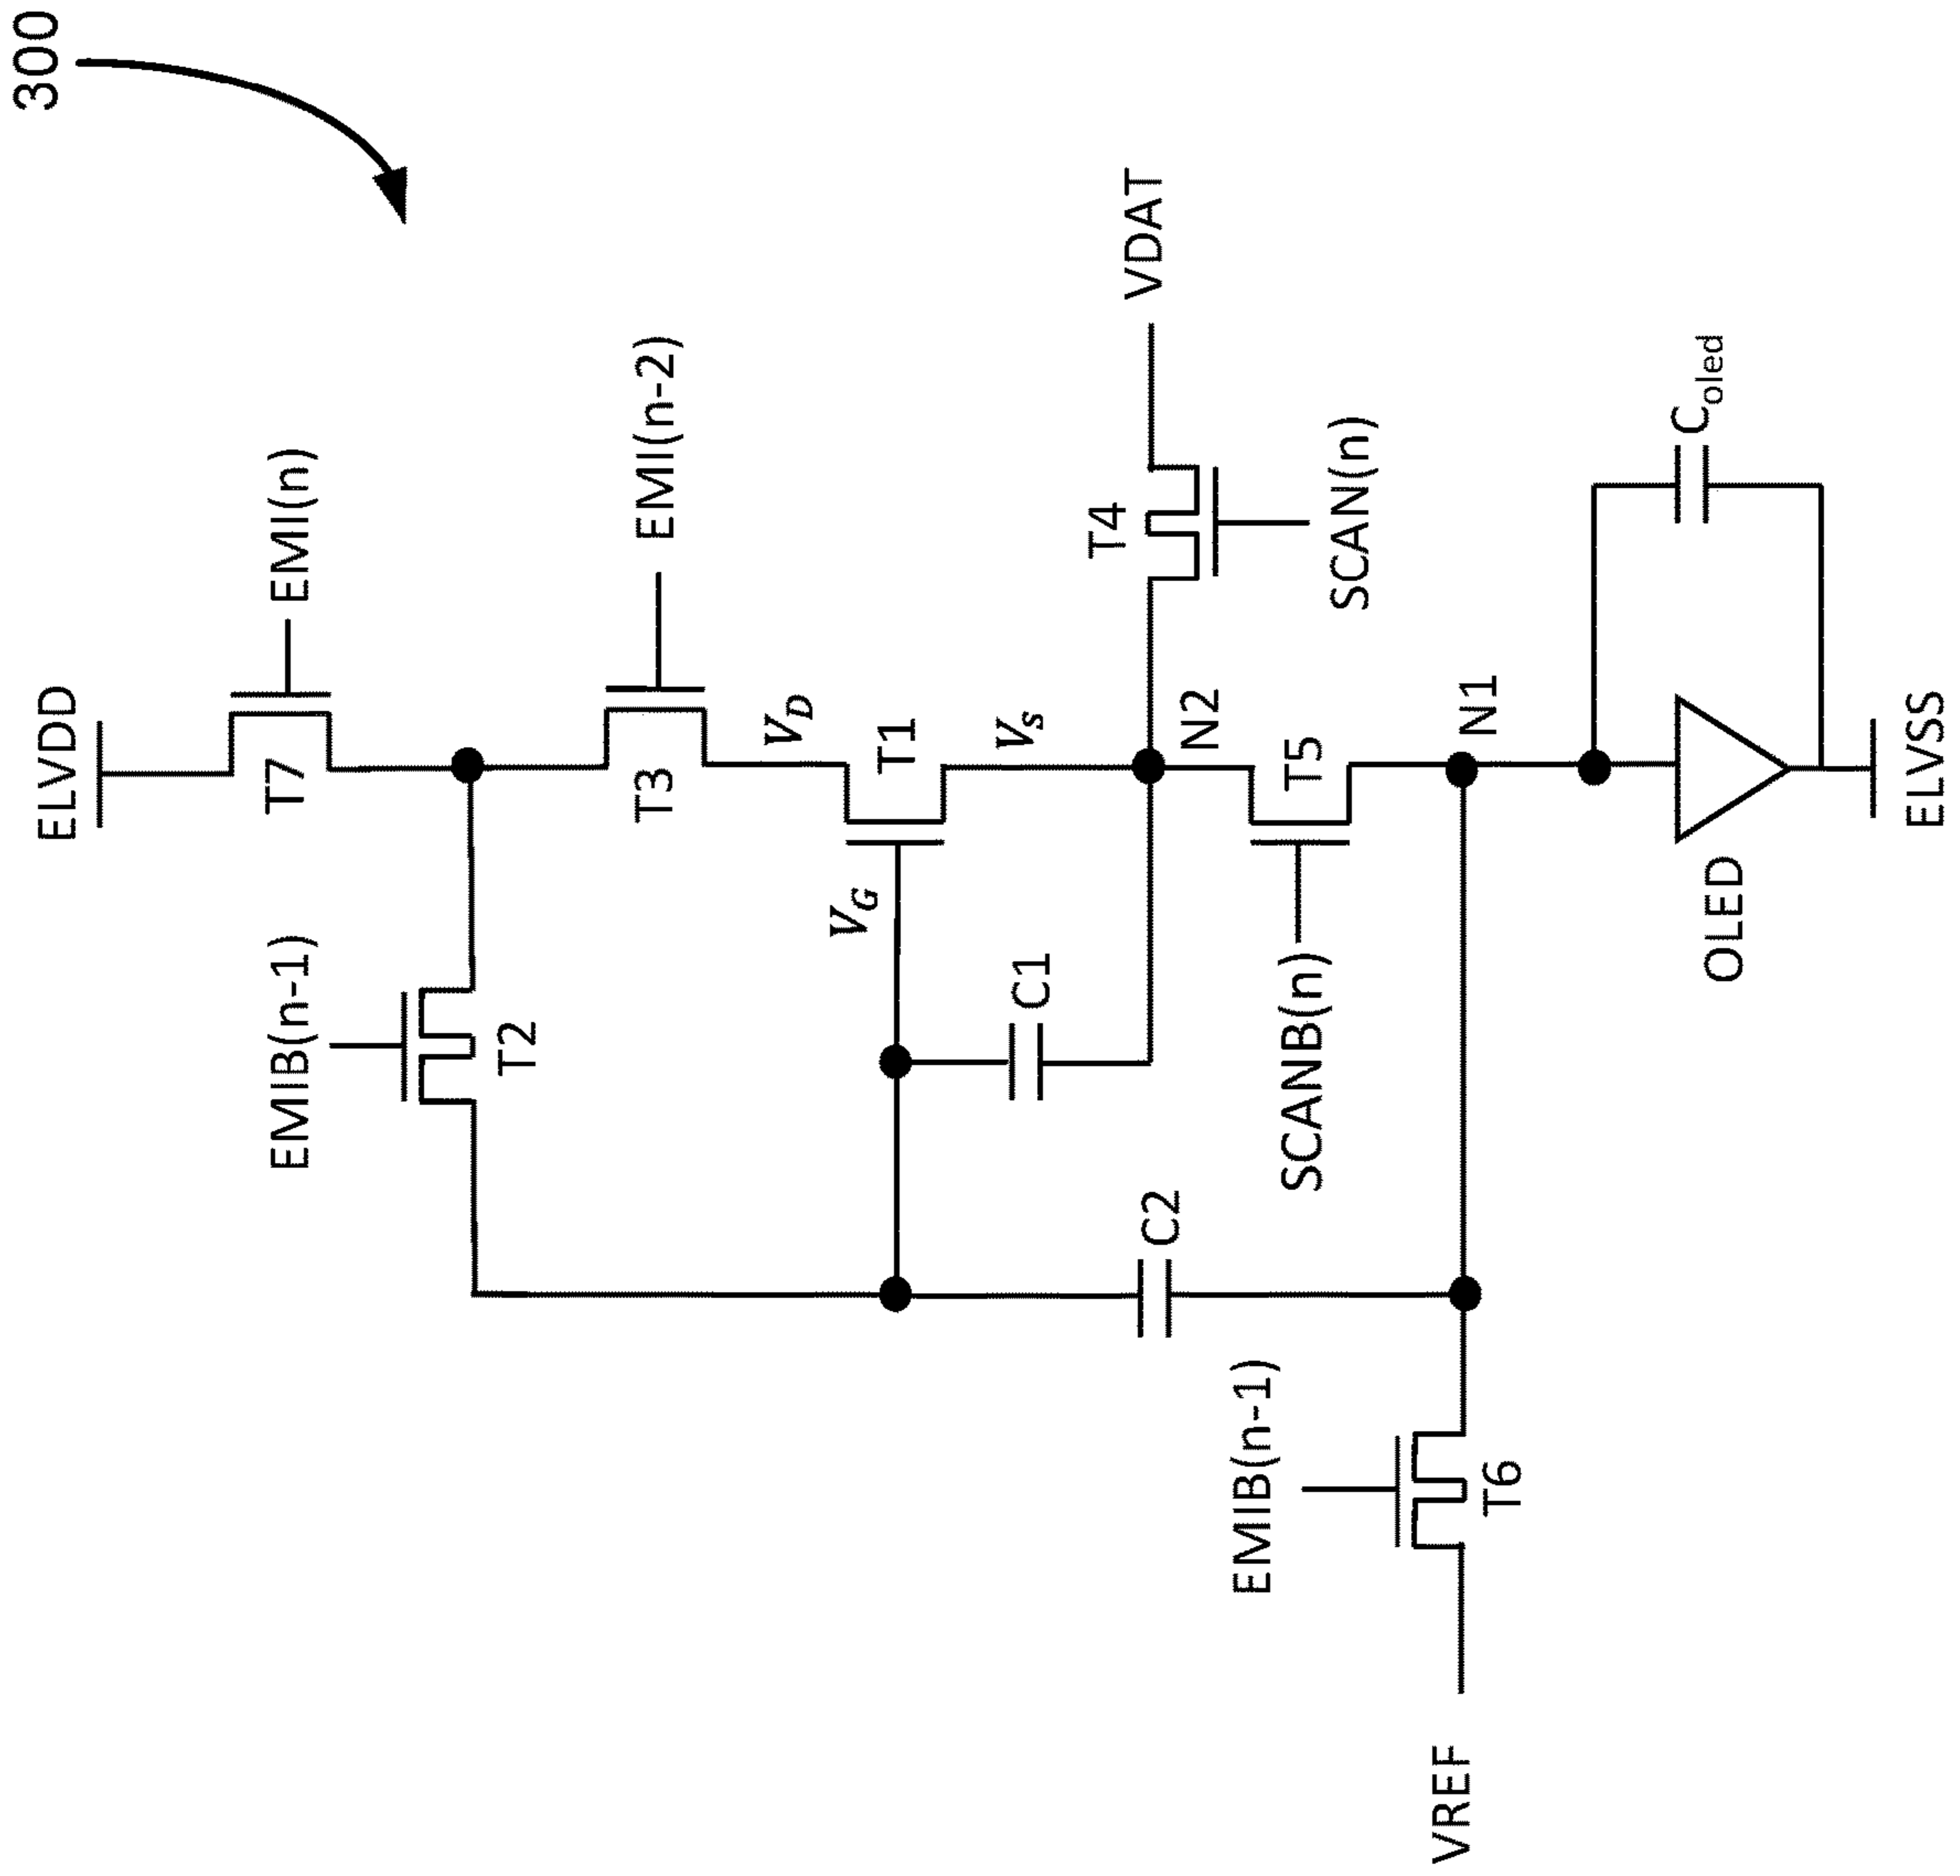 300
ELVDD
EMI(n)
T7
EMIB(n-1)
T2
EMI(n-2)
T3
VD
VG
T1
VS
C1
VDAT
T4
SCAN(n)
N2
C2
T5
SCANB(n)
N1
EMIB(n-1)
T6
VREF
Coled
OLED
ELVSS